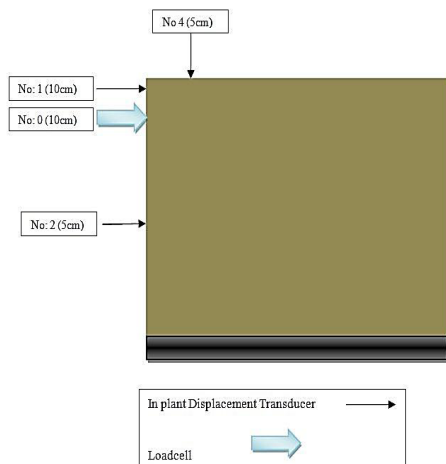 No 4 (5cm)
No: 1 (10cm)
No: 0 (10cm)
No: 2 (5cm)
In plant Displacement Transducer
Loadcell